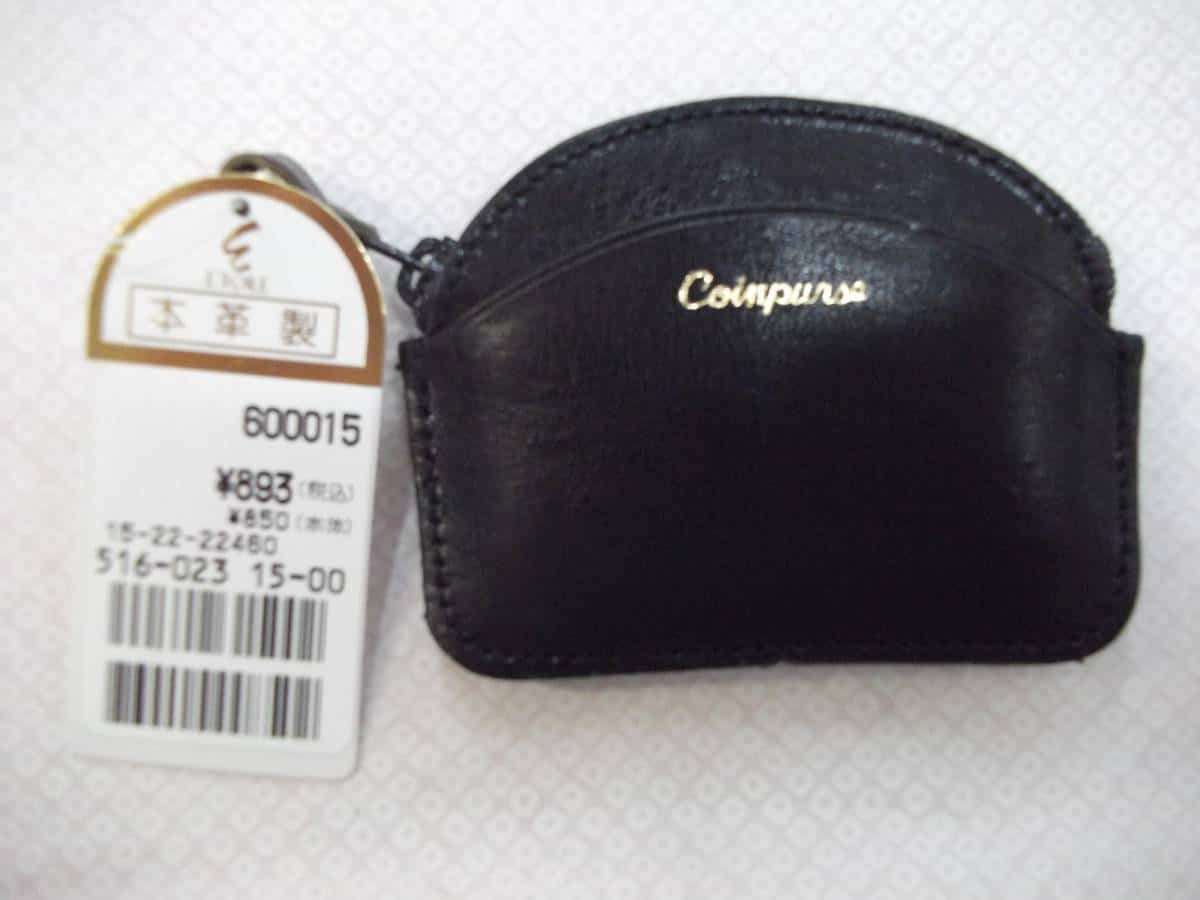 本革製
600015
¥893(税込)
¥850(本体)
15-22-22460
516-023 15-00
Coinpurse